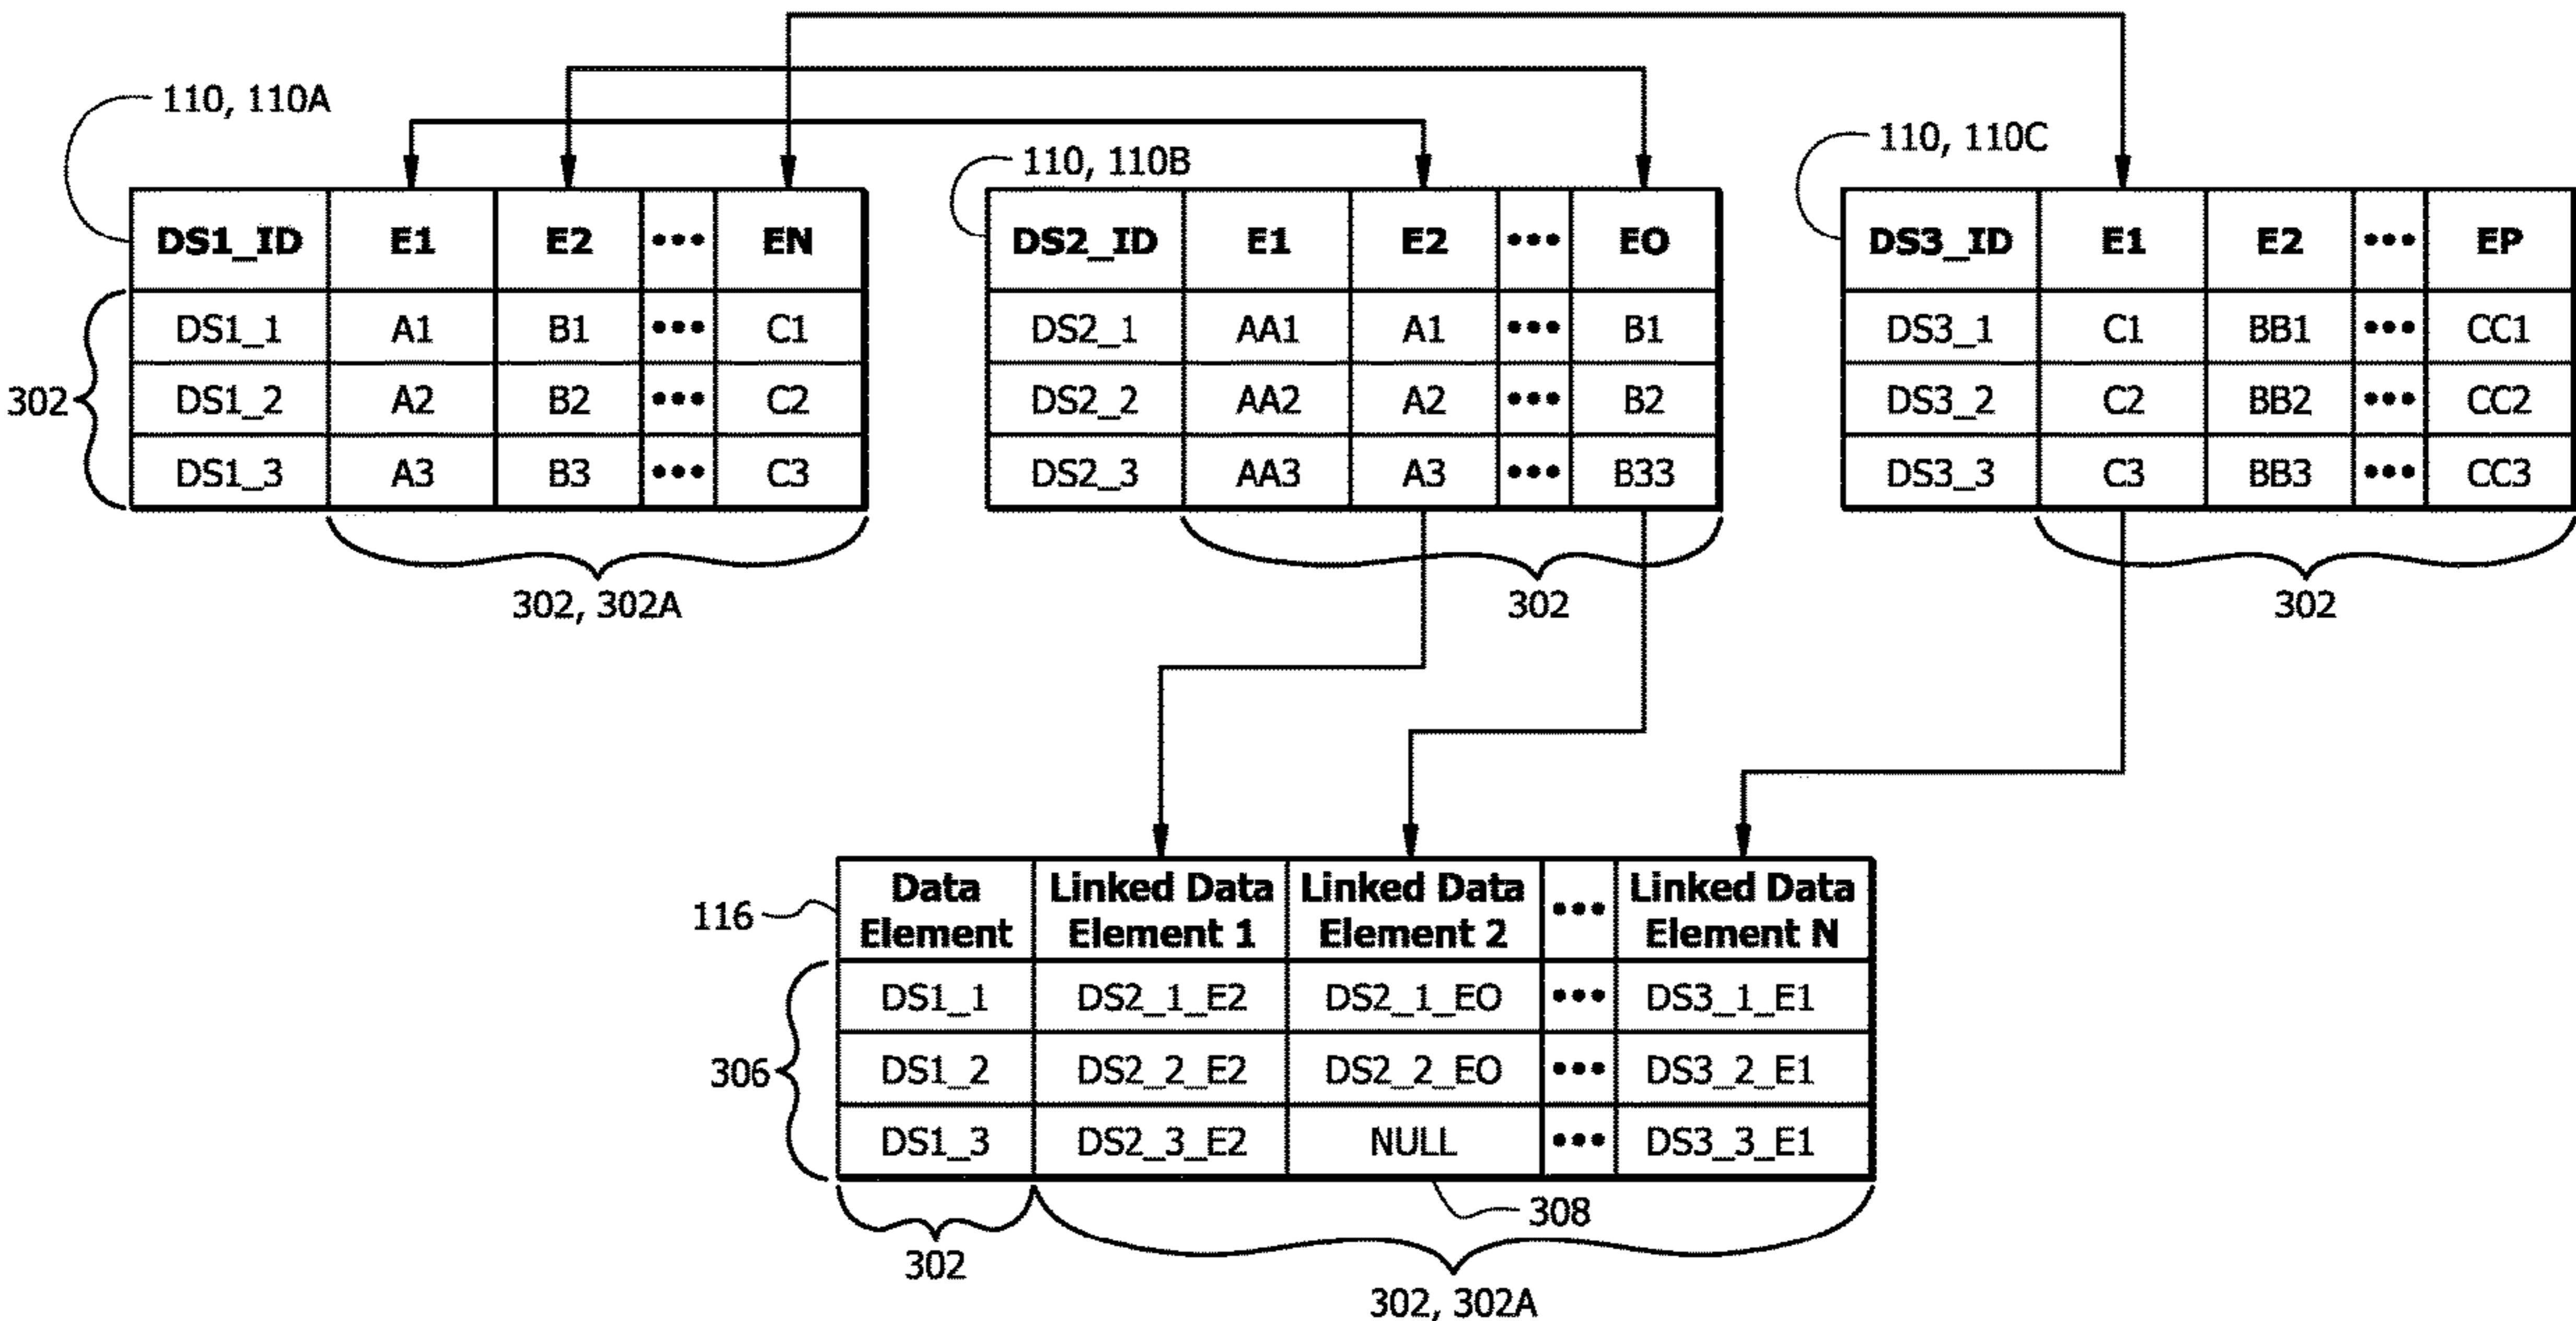 110, 110A
110, 110B
110, 110C
DS1_ID E1 E2 ••• EN
DS1_1 A1 B1 ••• C1
DS1_2 A2 B2 ••• C2
DS1_3 A3 B3 ••• C3
302
302, 302A
DS2_ID E1 E2 ••• EO
DS2_1 AA1 A1 ••• B1
DS2_2 AA2 A2 ••• B2
DS2_3 AA3 A3 ••• B33
302
DS3_ID E1 E2 ••• EP
DS3_1 C1 BB1 ••• CC1
DS3_2 C2 BB2 ••• CC2
DS3_3 C3 BB3 ••• CC3
302
116
Data Element Linked Data Element 1 Linked Data Element 2 ••• Linked Data Element N
DS1_1 DS2_1_E2 DS2_1_EO ••• DS3_1_E1
306
DS1_2 DS2_2_E2 DS2_2_EO ••• DS3_2_E1
DS1_3 DS2_3_E2 NULL ••• DS3_3_E1
308
302
302, 302A